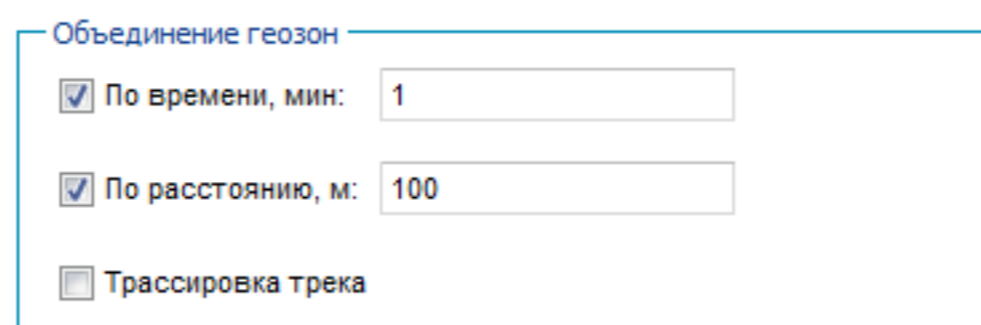 Объединение геозон
По времени, мин: 1
По расстоянию, м: 100
Трассировка трека